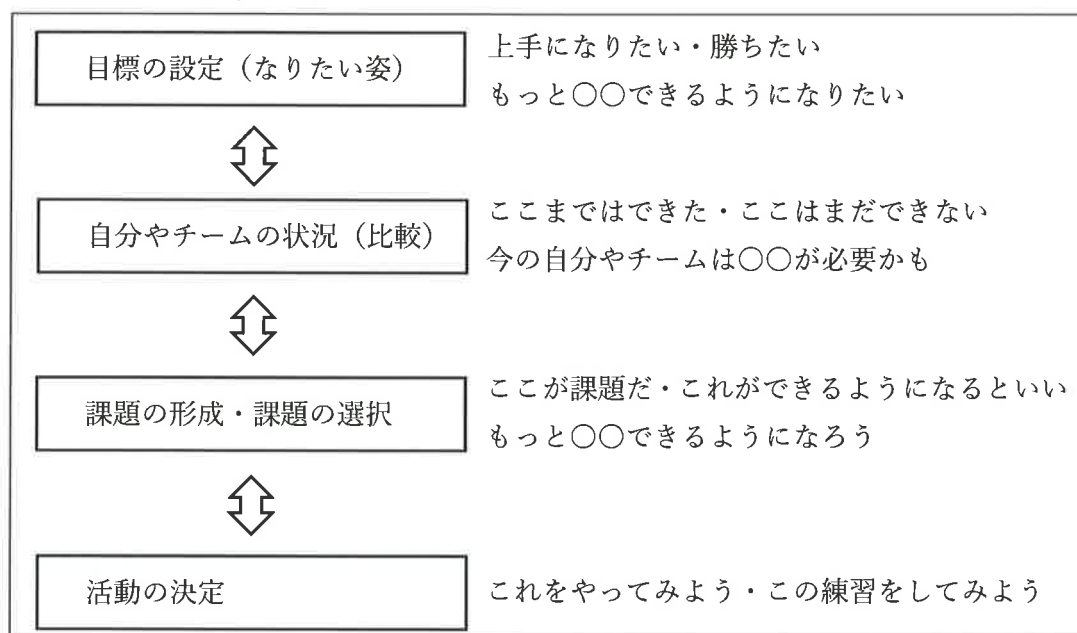 目標の設定（なりたい姿）
上手になりたい・勝ちたい
もっと〇〇できるようになりたい
自分やチームの状況（比較）
ここまではできた・ここはまだできない
今の自分やチームは〇〇が必要かも
課題の形成・課題の選択
ここが課題だ・これができるようになるといい
もっと〇〇できるようになろう
活動の決定
これをやってみよう・この練習をしてみよう